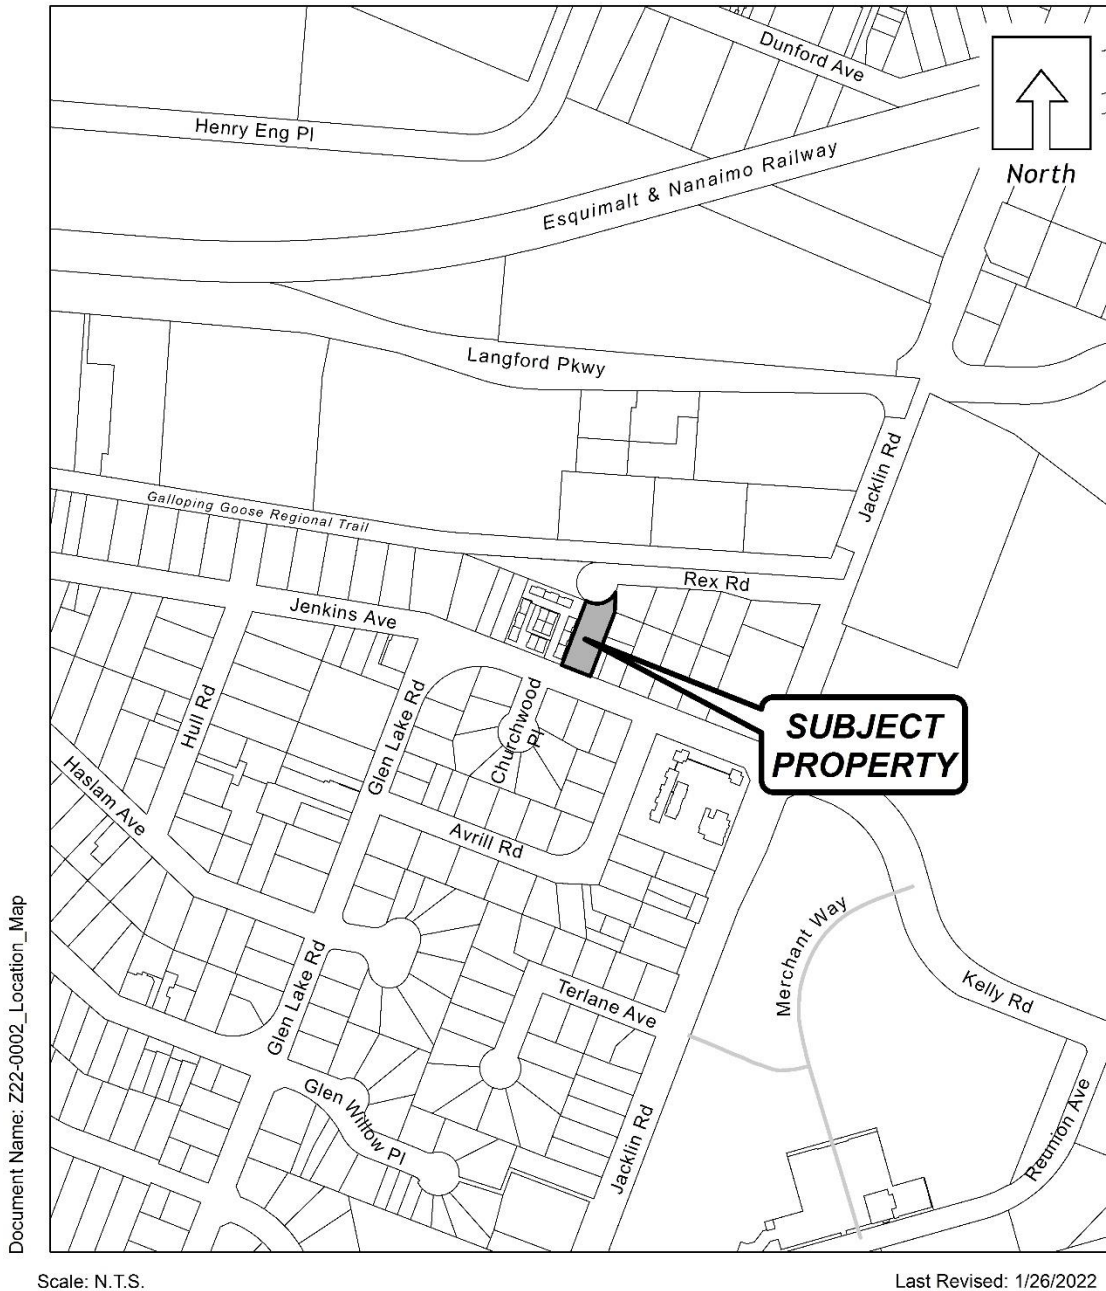 Dunford Ave
Henry Eng Pl
Esquimalt & Nanaimo Railway
North
Langford Pkwy
Jacklin Rd
Galloping Goose Regional Trail
Rex Rd
Jenkins Ave
SUBJECT
PROPERTY
Hull Rd
Glen Lake Rd
Churchwood
Pl
Haslam Ave
Avrill Rd
Merchant Way
Glen Lake Rd
Terlane Ave
Kelly Rd
Glen Willow Pl
Jacklin Rd
Reunion Ave
Document Name: Z22-0002_Location_Map
Scale: N.T.S.
Last Revised: 1/26/2022